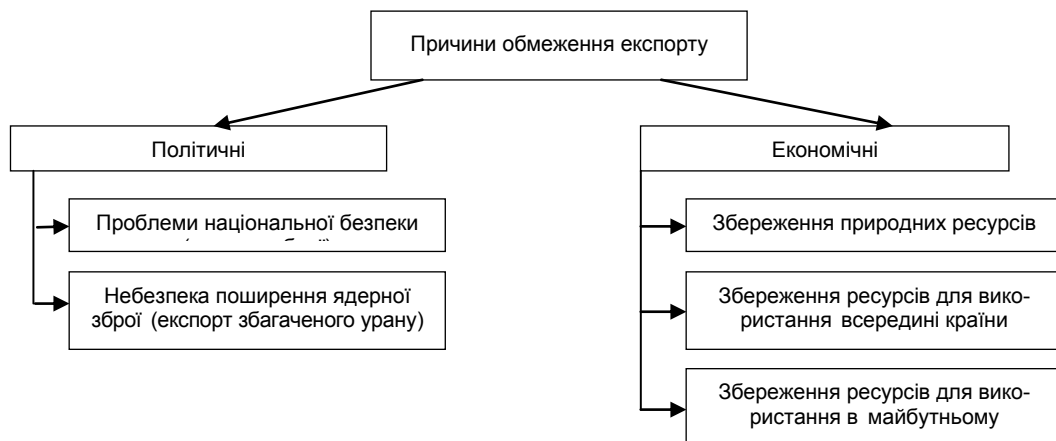 Причини обмеження експорту
Політичні
Проблеми національної безпеки
Небезпека поширення ядерної
зброї (експорт збагаченого урану)
Економічні
Збереження природних ресурсів
Збереження ресурсів для вико-
ристання всередині країни
Збереження ресурсів для вико-
ристання в майбутньому